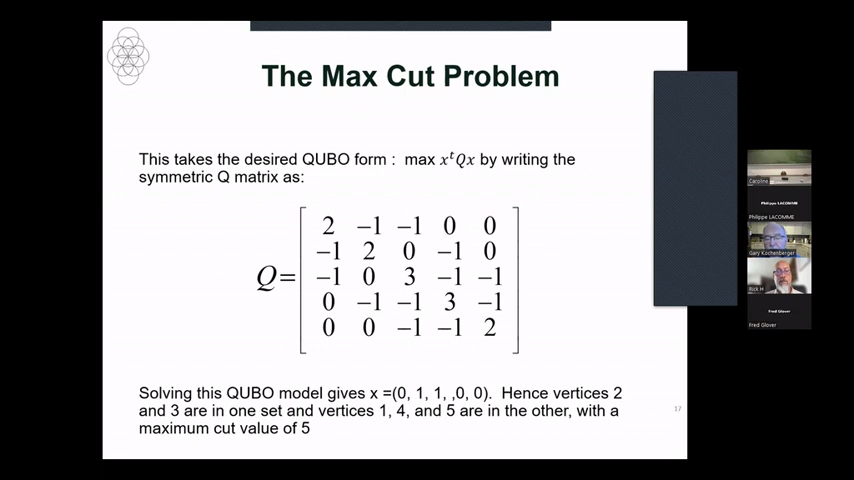 The Max Cut Problem
This takes the desired QUBO form : max xᵗQx by writing the
symmetric Q matrix as:
2 −1 −1 0 0
−1 2 0 −1 0
Q= −1 0 3 −1 −1
0 −1 −1 3 −1
0 0 −1 −1 2
Solving this QUBO model gives x =(0, 1, 1, ,0, 0). Hence vertices 2
and 3 are in one set and vertices 1, 4, and 5 are in the other, with a
maximum cut value of 5
17
Caroline
Philippe LACOMME
Philippe LACOMME
Gary Kochenberger
Rick H
Fred Glover
Fred Glover